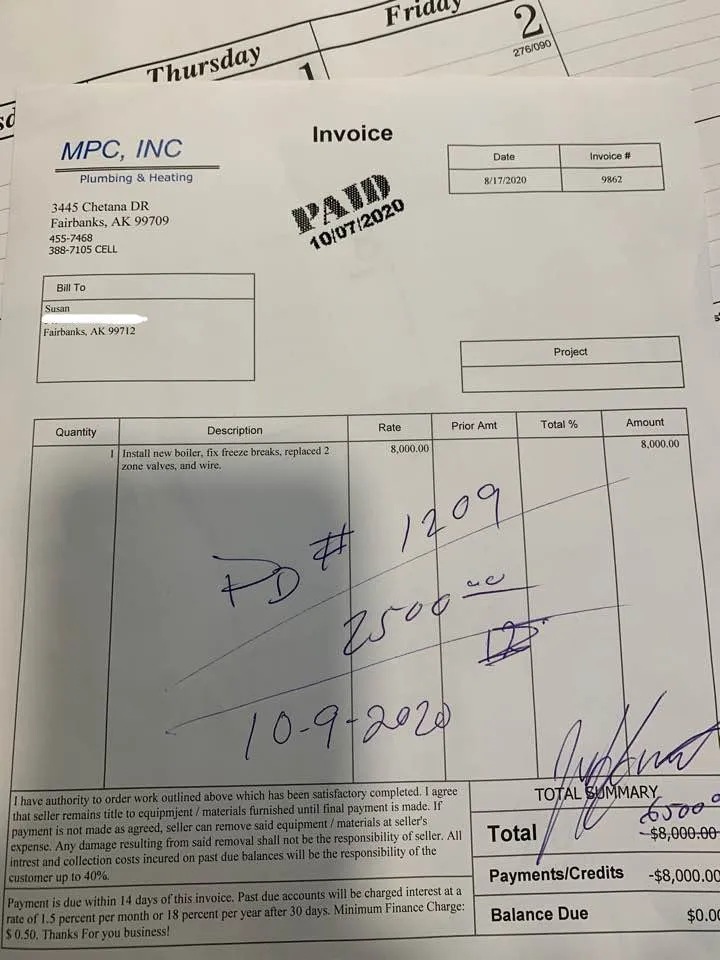 Friday
Thursday
2
276/090
1
MPC, INC
Plumbing & Heating
Invoice
Date
Invoice #
8/17/2020
9862
PAID
10/07/2020
3445 Chetana DR
Fairbanks, AK 99709
455-7468
388-7105 CELL
Bill To
Susan
Fairbanks, AK 99712
Project
Quantity
Description
Rate
Prior Amt
Total %
Amount
1
Install new boiler, fix freeze breaks, replaced 2
zone valves, and wire.
8,000.00
8,000.00
PD # 1209
2500 00
10-9-2020
I have authority to order work outlined above which has been satisfactory completed. I agree
that seller remains title to equipmjent / materials furnished until final payment is made. If
payment is not made as agreed, seller can remove said equipment / materials at seller's
expense. Any damage resulting from said removal shall not be the responsibility of seller. All
intrest and collection costs incured on past due balances will be the responsibility of the
customer up to 40%.
Payment is due within 14 days of this invoice. Past due accounts will be charged interest at a
rate of 1.5 percent per month or 18 percent per year after 30 days. Minimum Finance Charge:
$ 0.50. Thanks For you business!
TOTAL SUMMARY
6500
Total
$8,000.00
Payments/Credits
-$8,000.00
Balance Due
$0.00